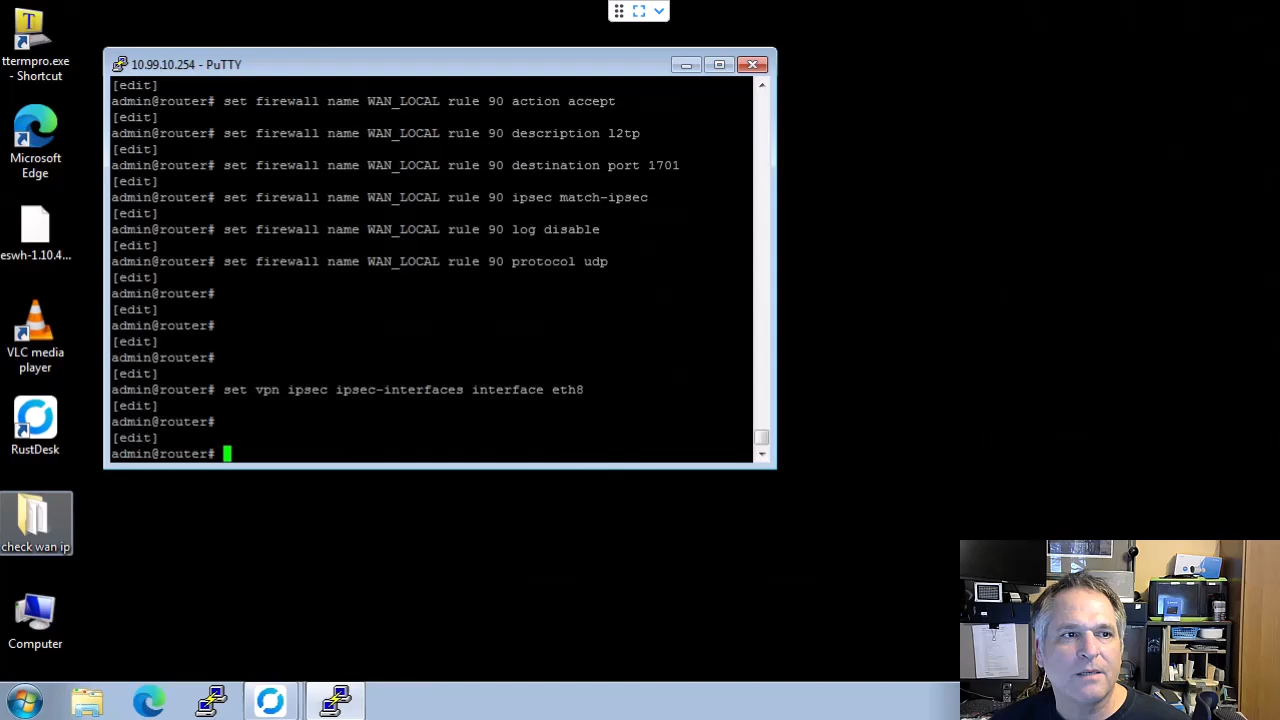 ttermpro.exe
- Shortcut
Microsoft
Edge
eswh-1.10.4...
VLC media
player
RustDesk
check wan ip
Computer
10.99.10.254 - PuTTY
[edit]
admin@router# set firewall name WAN_LOCAL rule 90 action accept
[edit]
admin@router# set firewall name WAN_LOCAL rule 90 description l2tp
[edit]
admin@router# set firewall name WAN_LOCAL rule 90 destination port 1701
[edit]
admin@router# set firewall name WAN_LOCAL rule 90 ipsec match-ipsec
[edit]
admin@router# set firewall name WAN_LOCAL rule 90 log disable
[edit]
admin@router# set firewall name WAN_LOCAL rule 90 protocol udp
[edit]
admin@router#
[edit]
admin@router#
[edit]
admin@router#
[edit]
admin@router# set vpn ipsec ipsec-interfaces interface eth8
[edit]
admin@router#
[edit]
admin@router#